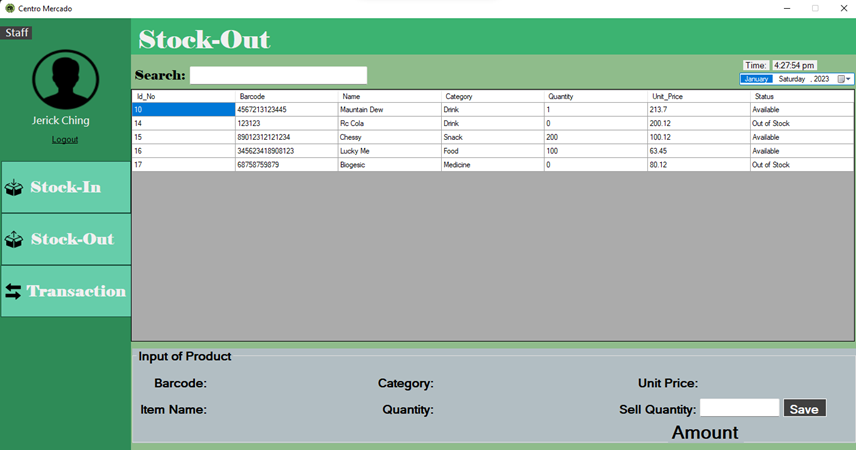 Centro Mercado
Staff
Jerick Ching
Logout
Stock-In
Stock-Out
Transaction
Stock-Out
Search:
Time: 4:27:54 pm
January Saturday , 2023
Id_No Barcode Name Category Quantity Unit_Price Status
10 4567213123445 Mauntain Dew Drink 1 213.7 Available
14 123123 Rc Cola Drink 0 200.12 Out of Stock
15 89012312121234 Chessy Snack 200 100.12 Available
16 345623418908123 Lucky Me Food 100 63.45 Available
17 68758759879 Biogesic Medicine 0 80.12 Out of Stock
Input of Product
Barcode: Category: Unit Price:
Item Name: Quantity: Sell Quantity: Save
Amount